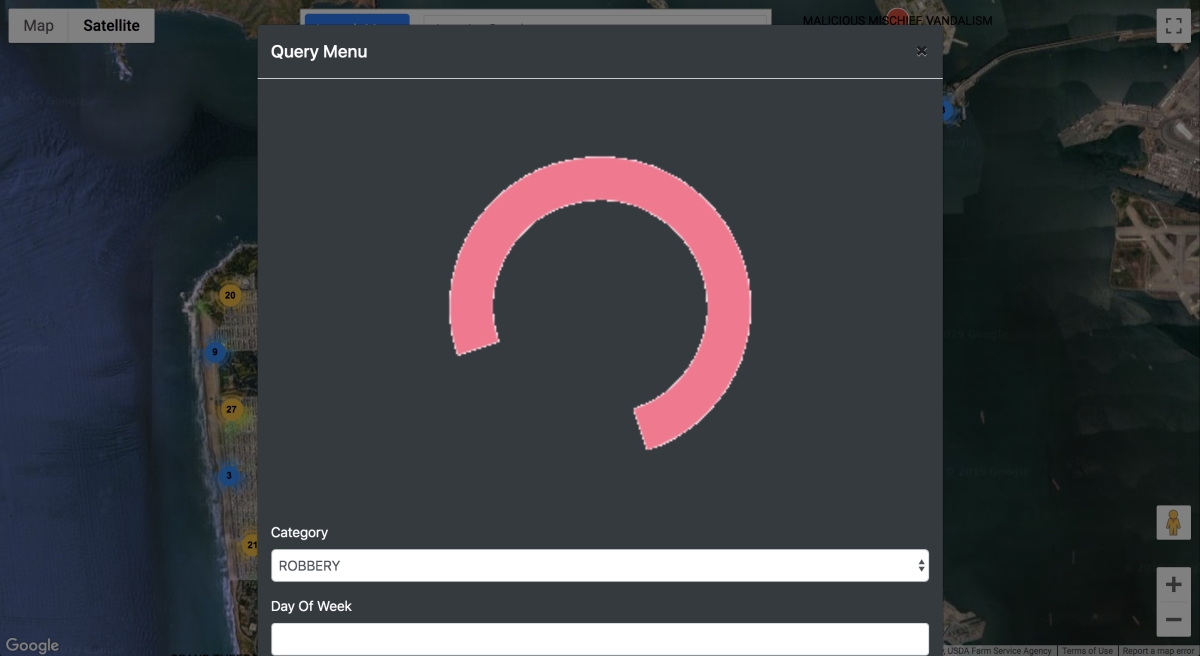 Map
Satellite
MALICIOUS MISCHIEF, VANDALISM
Query Menu
×
20
9
27
3
21
Category
ROBBERY
Day Of Week
Google
, USDA Farm Service Agency
Terms of Use
Report a map error